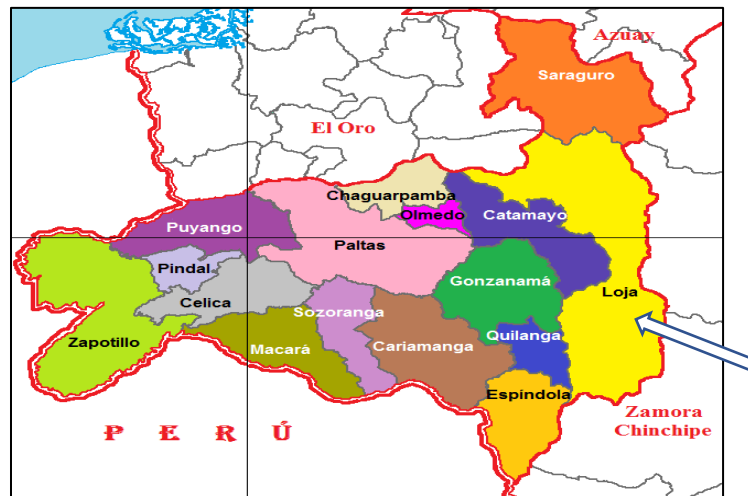 Azuay
Saraguro
El Oro
Chaguarpamba
Olmedo
Catamayo
Puyango
Paltas
Pindal
Gonzanamá
Loja
Celica
Sozoranga
Zapotillo
Macará
Cariamanga
Quilanga
Espindola
Zamora
Chinchipe
P E R Ú